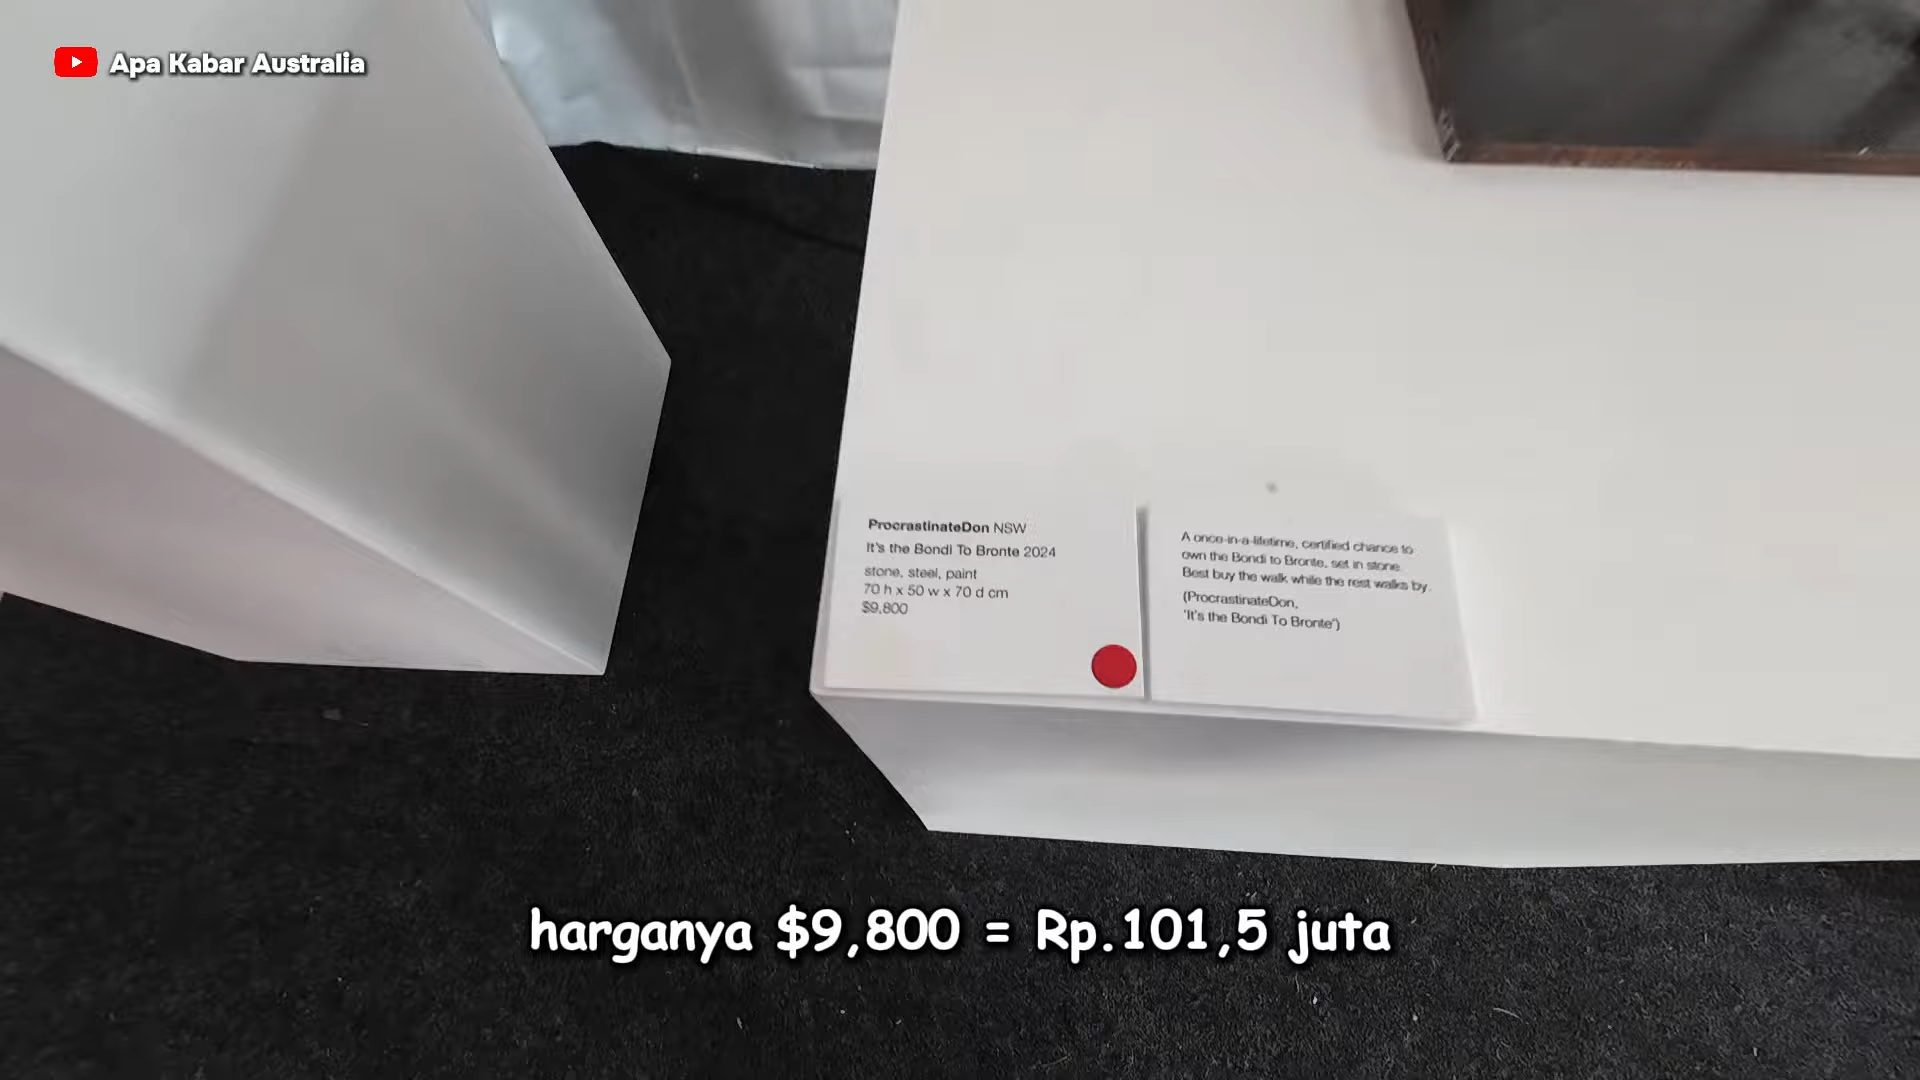 Apa Kabar Australia
ProcrastinateDon NSW
It's the Bondi To Bronte 2024
stone, steel, paint
70 h x 50 w x 70 d cm
$9,800
A once-in-a-lifetime, certified chance to
own the Bondi to Bronte, set in stone.
Best buy the walk while the rest walks by.
(ProcrastinateDon,
'It's the Bondi To Bronte')
harganya $9,800 = Rp.101,5 juta